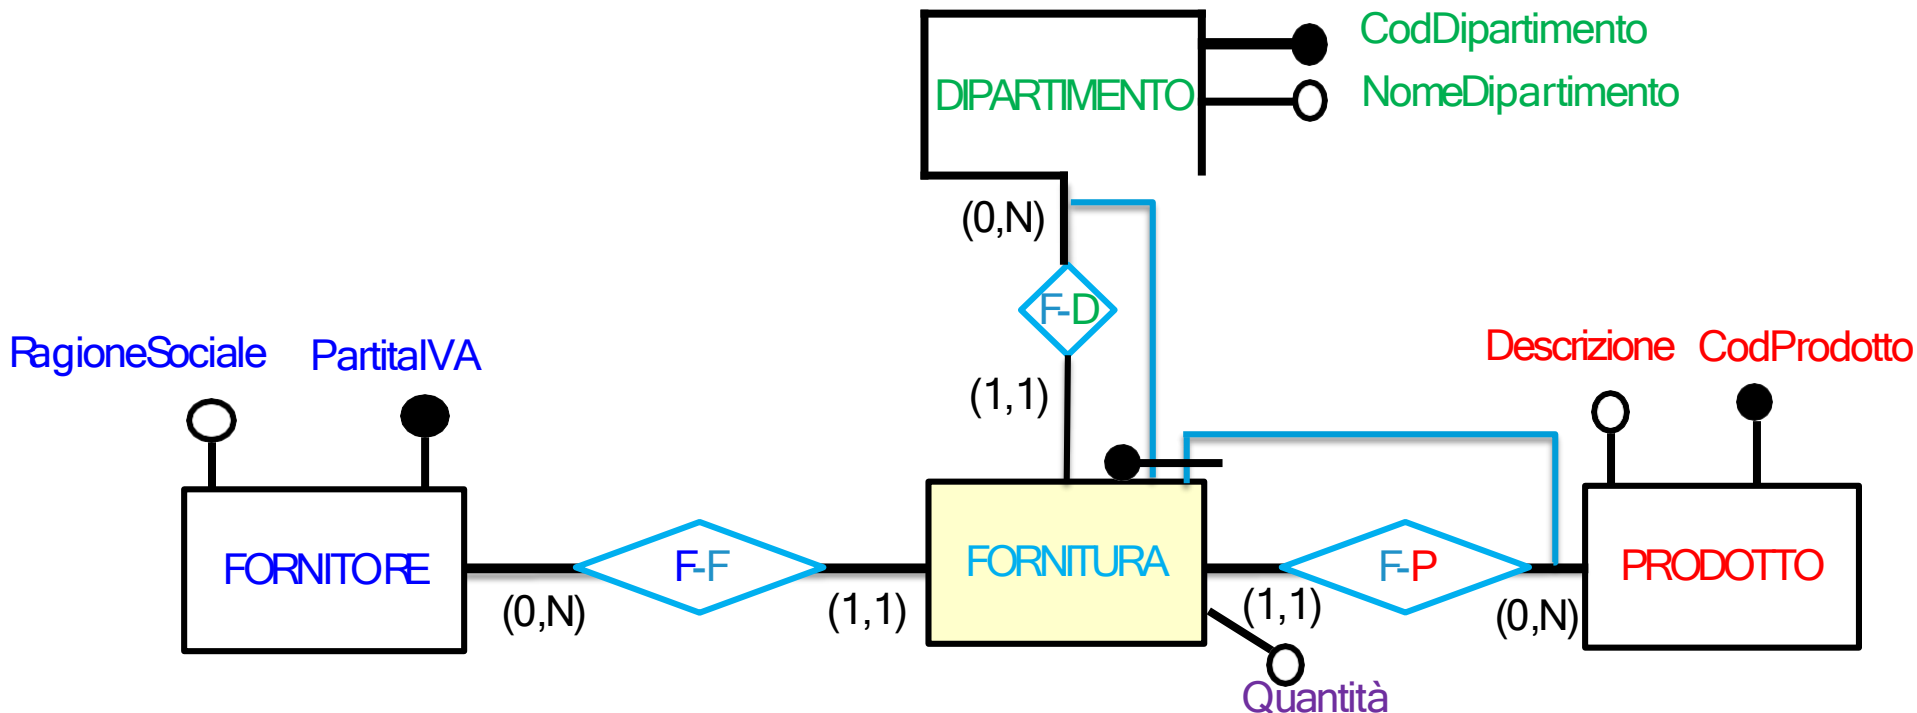 CodDipartimento
DIPARTIMENTO
NomeDipartimento
(0,N)
F-D
RagioneSociale
PartitaIVA
Descrizione
CodProdotto
(1,1)
FORNITORE
F-F
FORNITURA
F-P
PRODOTTO
(0,N)
(1,1)
(1,1)
(0,N)
Quantità